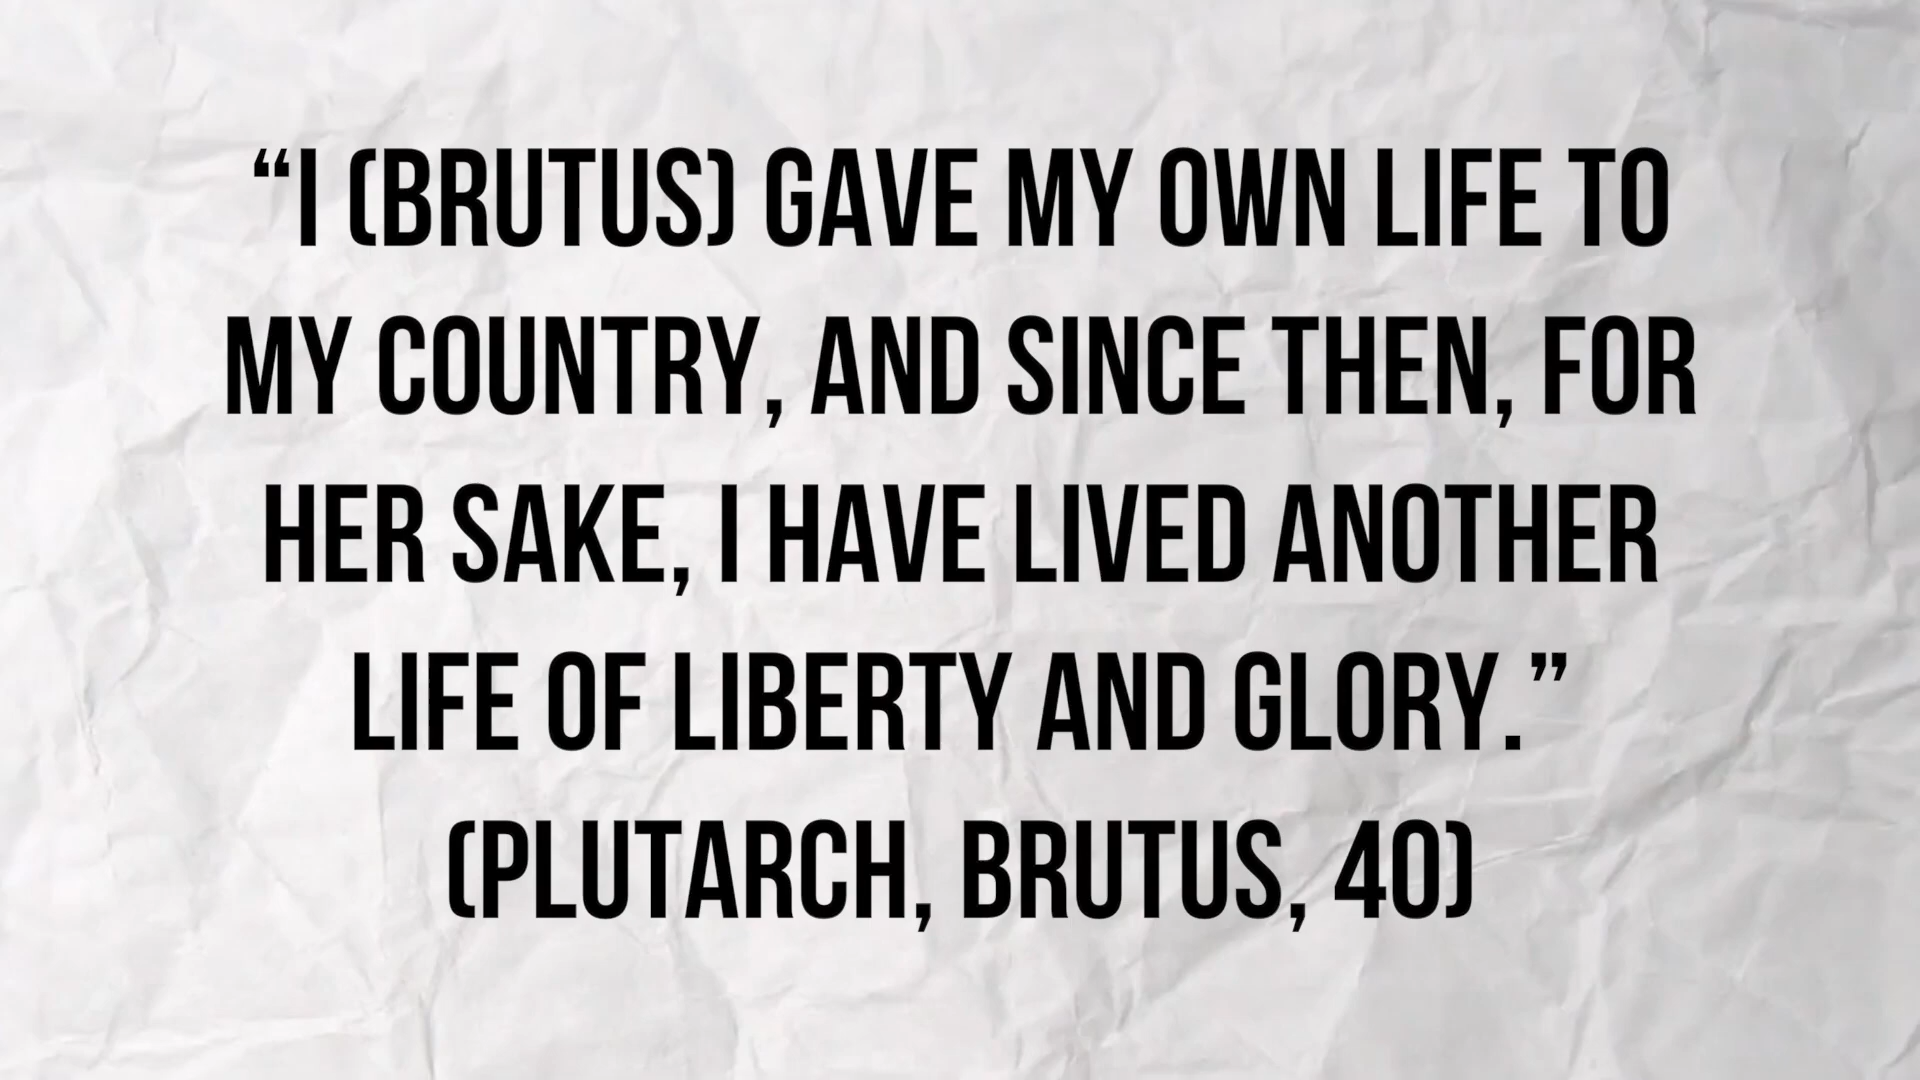 “I (BRUTUS) GAVE MY OWN LIFE TO
MY COUNTRY, AND SINCE THEN, FOR
HER SAKE, I HAVE LIVED ANOTHER
LIFE OF LIBERTY AND GLORY.”
(PLUTARCH, BRUTUS, 40)